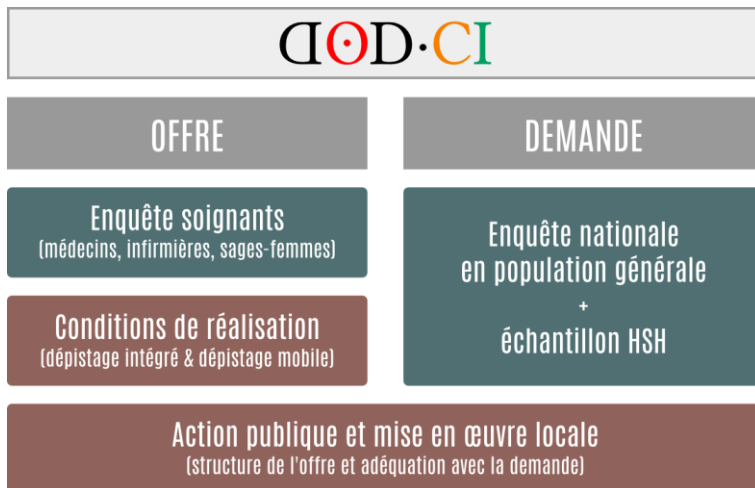 DOD·CI
OFFRE
Enquête soignants
(médecins, infirmières, sages-femmes)
Conditions de réalisation
(dépistage intégré & dépistage mobile)
DEMANDE
Enquête nationale
en population générale
+
échantillon HSH
Action publique et mise en œuvre locale
(structure de l'offre et adéquation avec la demande)